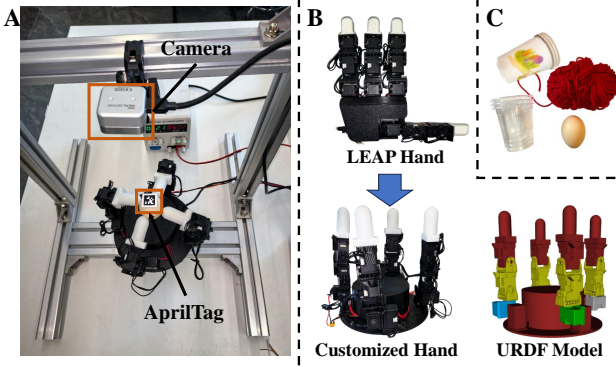 A
Camera
AprilTag
B
LEAP Hand
Customized Hand
URDF Model
C